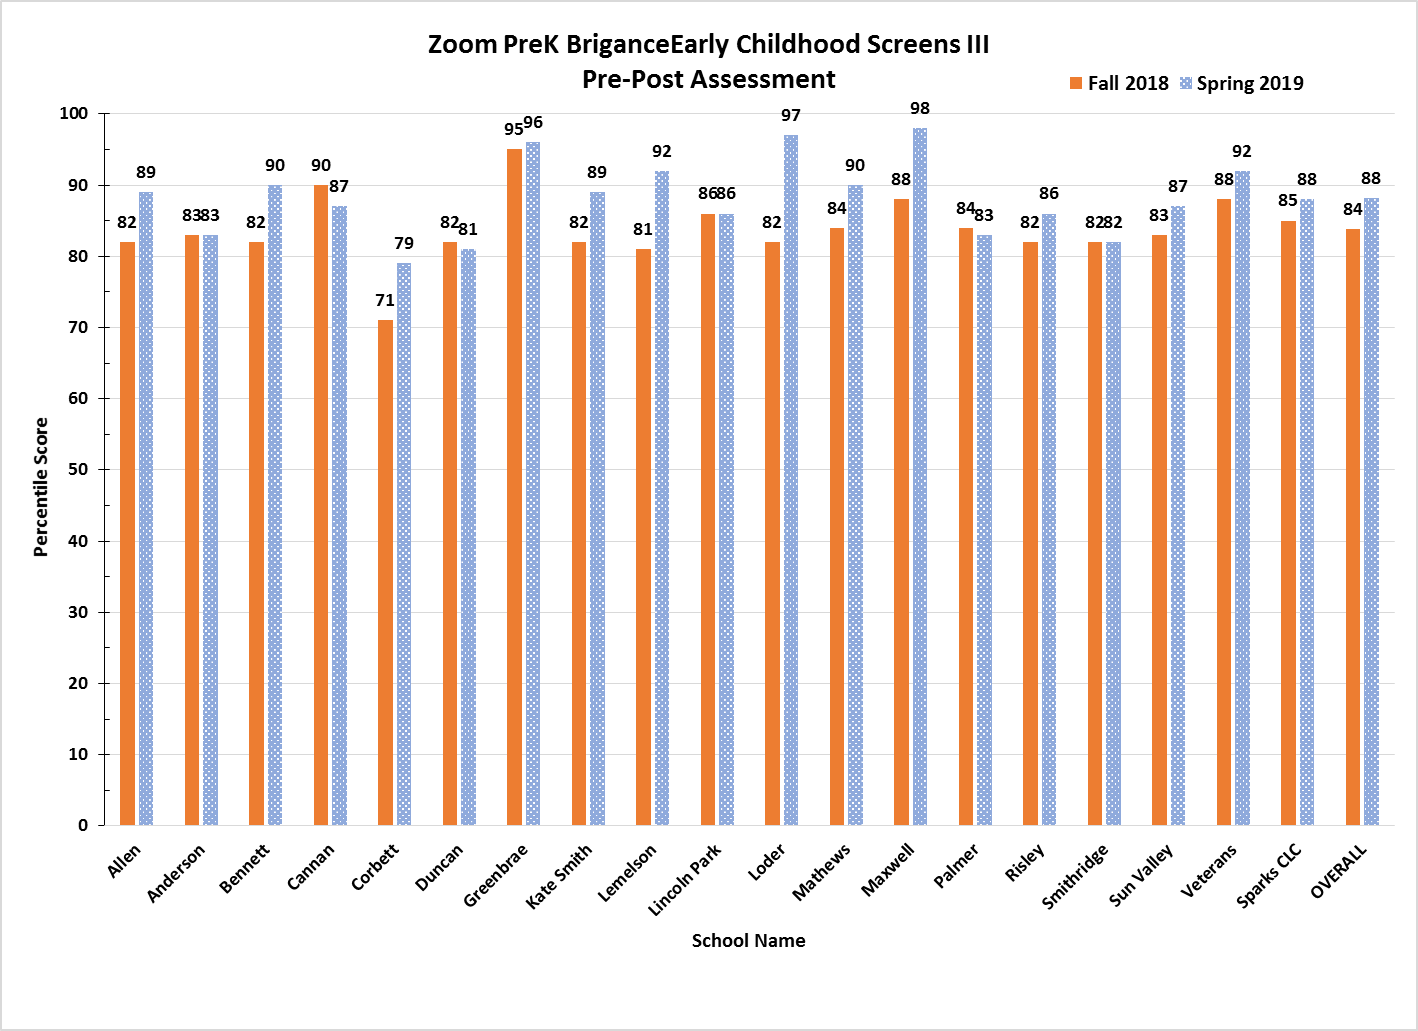 Zoom PreK BriganceEarly Childhood Screens III
Pre-Post Assessment
Fall 2018 Spring 2019
Percentile Score
100
90
80
70
60
50
40
30
20
10
0
82 89
83 83
82 90
90 87
71 79
82 81
95 96
82 89
81 92
86 86
82 97
84 90
88 98
84 83
82 86
82 82
83 87
88 92
85 88
84 88
Allen
Anderson
Bennett
Cannan
Corbett
Duncan
Greenbrae
Kate Smith
Lemelson
Lincoln Park
Loder
Mathews
Maxwell
Palmer
Risley
Smithridge
Sun Valley
Veterans
Sparks CLC
OVERALL
School Name